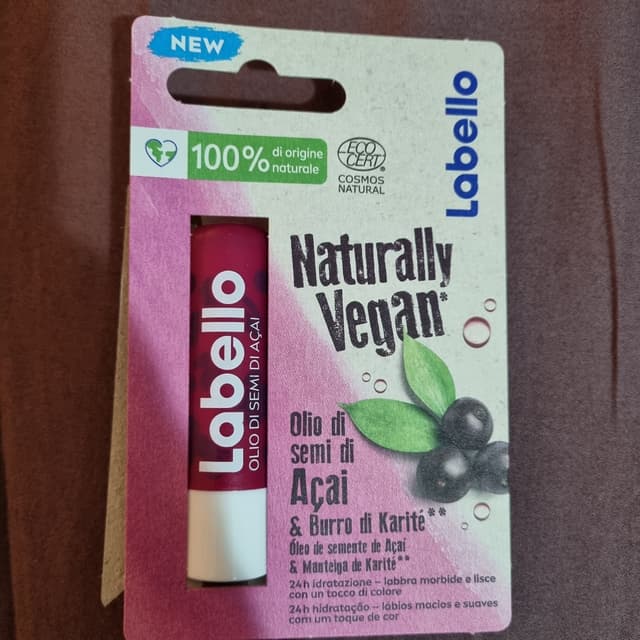 NEW
Labello
100% di origine
naturale
ECO
CERT®
COSMOS
NATURAL
Naturally
Vegan*
Labello
OLIO DI SEMI DI AÇAI
Olio di
semi di
Açai
& Burro di Karité**
Óleo de semente de Açaí
& Manteiga de Karité**
24h idratazione – labbra morbide e lisce
con un tocco di colore
24h hidratação – lábios macios e suaves
com um toque de cor